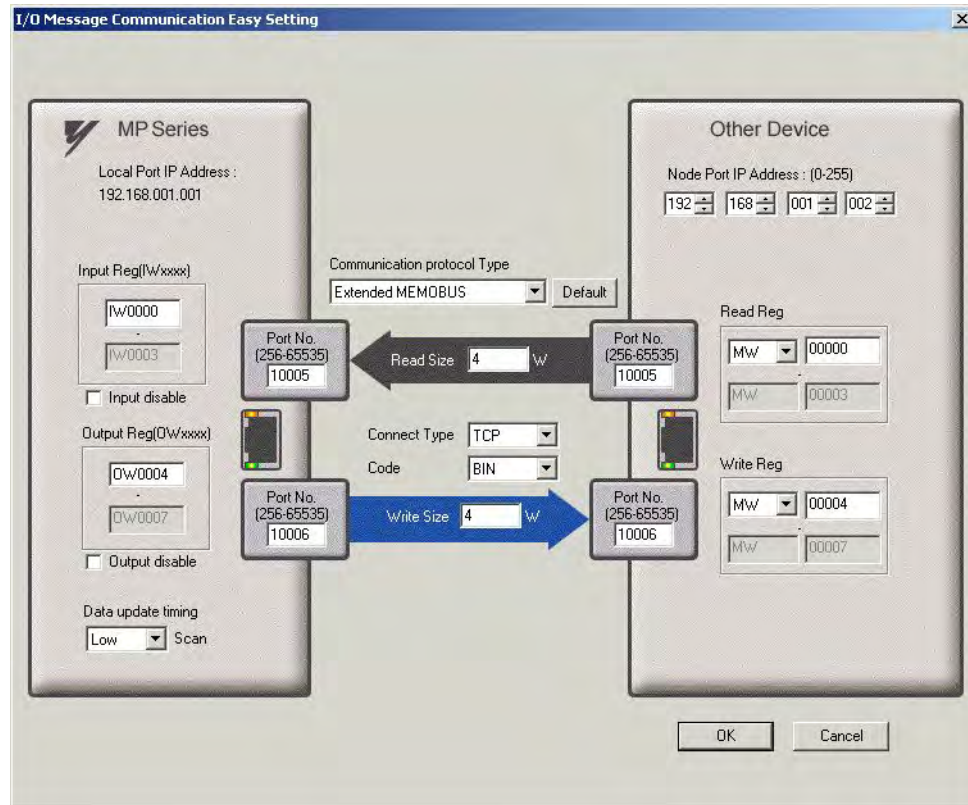 I/O Message Communication Easy Setting
MP Series
Local Port IP Address :
192.168.001.001
Input Reg(IWxxxx)
IW0000
-
IW0003
Input disable
Output Reg(OWxxxx)
OW0004
-
OW0007
Output disable
Data update timing
Low Scan
Port No.
(256-65535)
10005
Port No.
(256-65535)
10006
Communication protocol Type
Extended MEMOBUS Default
Read Size 4 W
Connect Type TCP
Code BIN
Write Size 4 W
Port No.
(256-65535)
10005
Port No.
(256-65535)
10006
Other Device
Node Port IP Address : (0-255)
192 168 001 002
Read Reg
MW 00000
-
MW 00003
Write Reg
MW 00004
-
MW 00007
OK Cancel